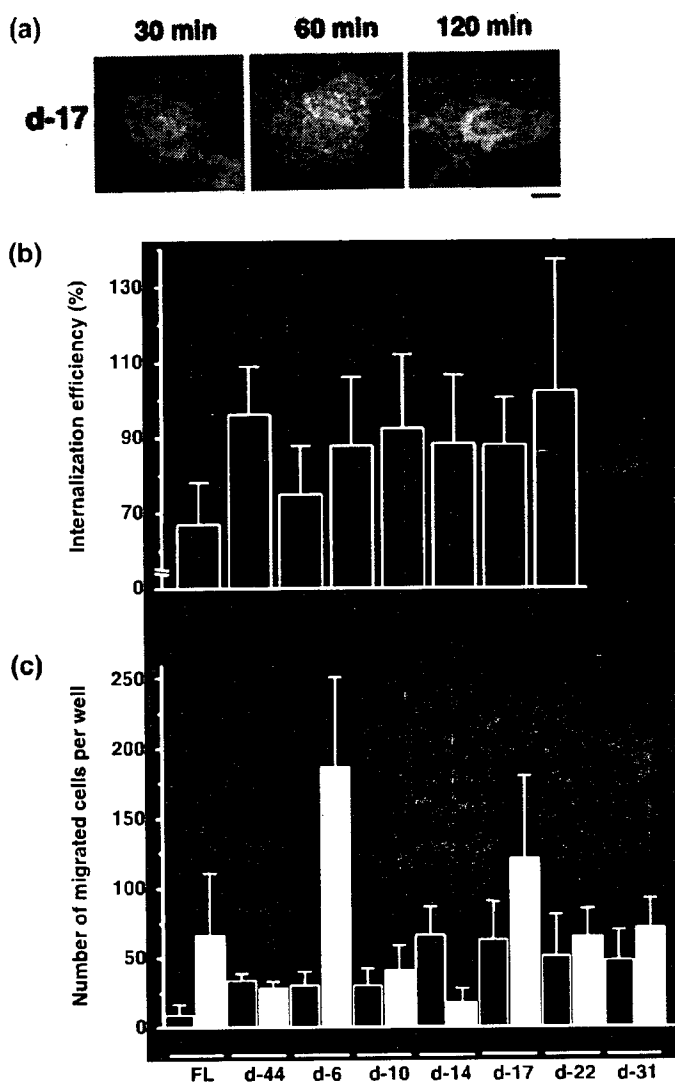 (a)
30 min 60 min 120 min
d-17
(b)
Internalization efficiency (%)
130
110
90
70
0
(c)
Number of migrated cells per well
250
200
150
100
50
0
FL d-44 d-6 d-10 d-14 d-17 d-22 d-31